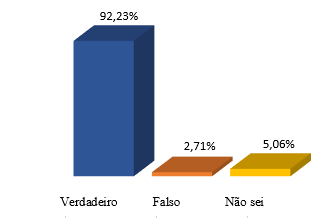 92,23%
2,71%
5,06%
Verdadeiro Falso Não sei